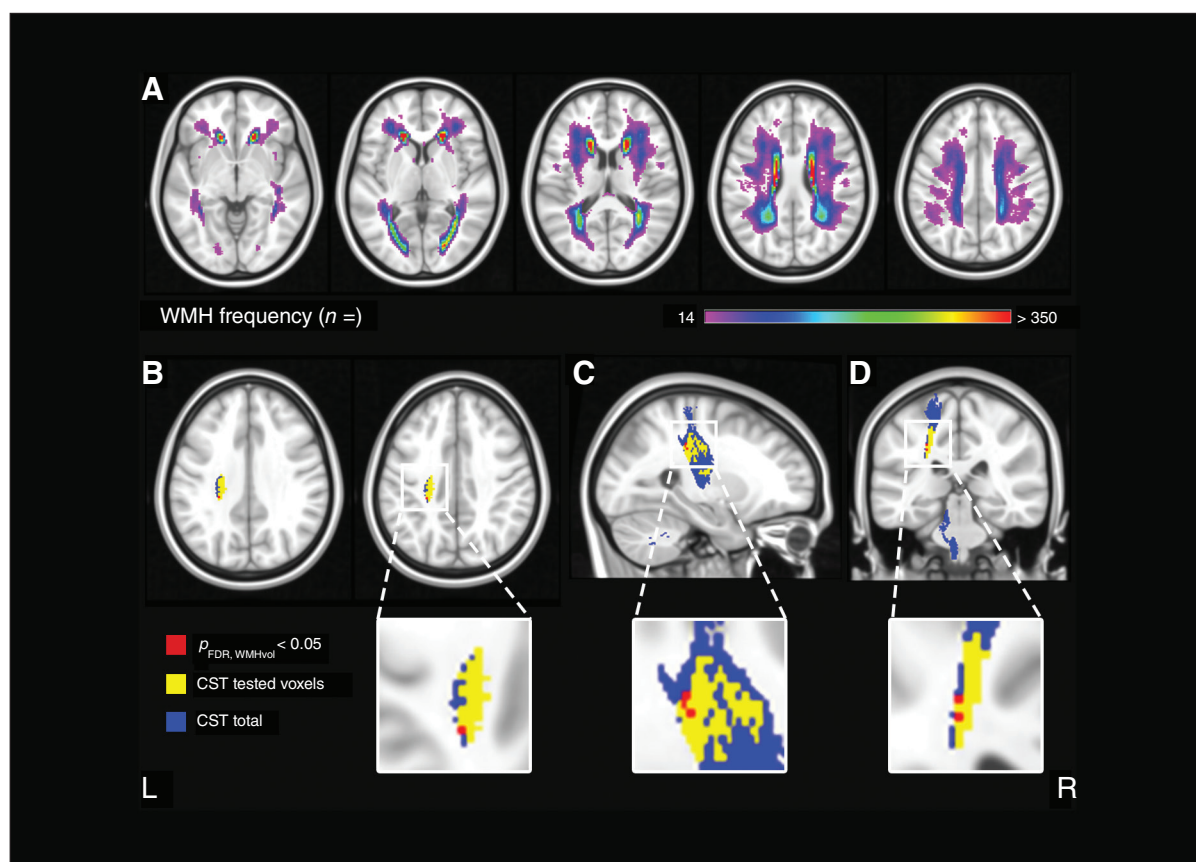 A
WMH frequency (n =)
14
> 350
B
C
D
pFDR, WMHvol < 0.05
CST tested voxels
CST total
L
R